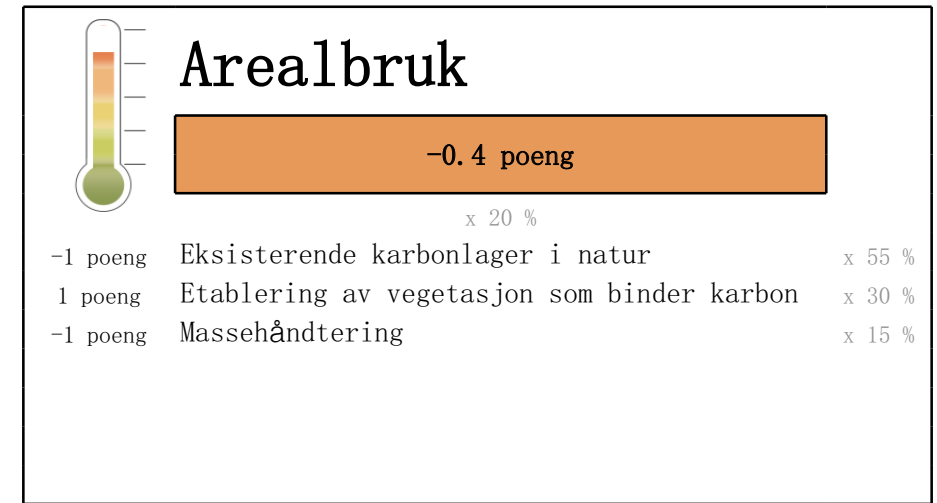 Arealbruk
-0.4 poeng
x 20 %
-1 poeng Eksisterende karbonlager i natur x 55 %
1 poeng Etablering av vegetasjon som binder karbon x 30 %
-1 poeng Massehåndtering x 15 %